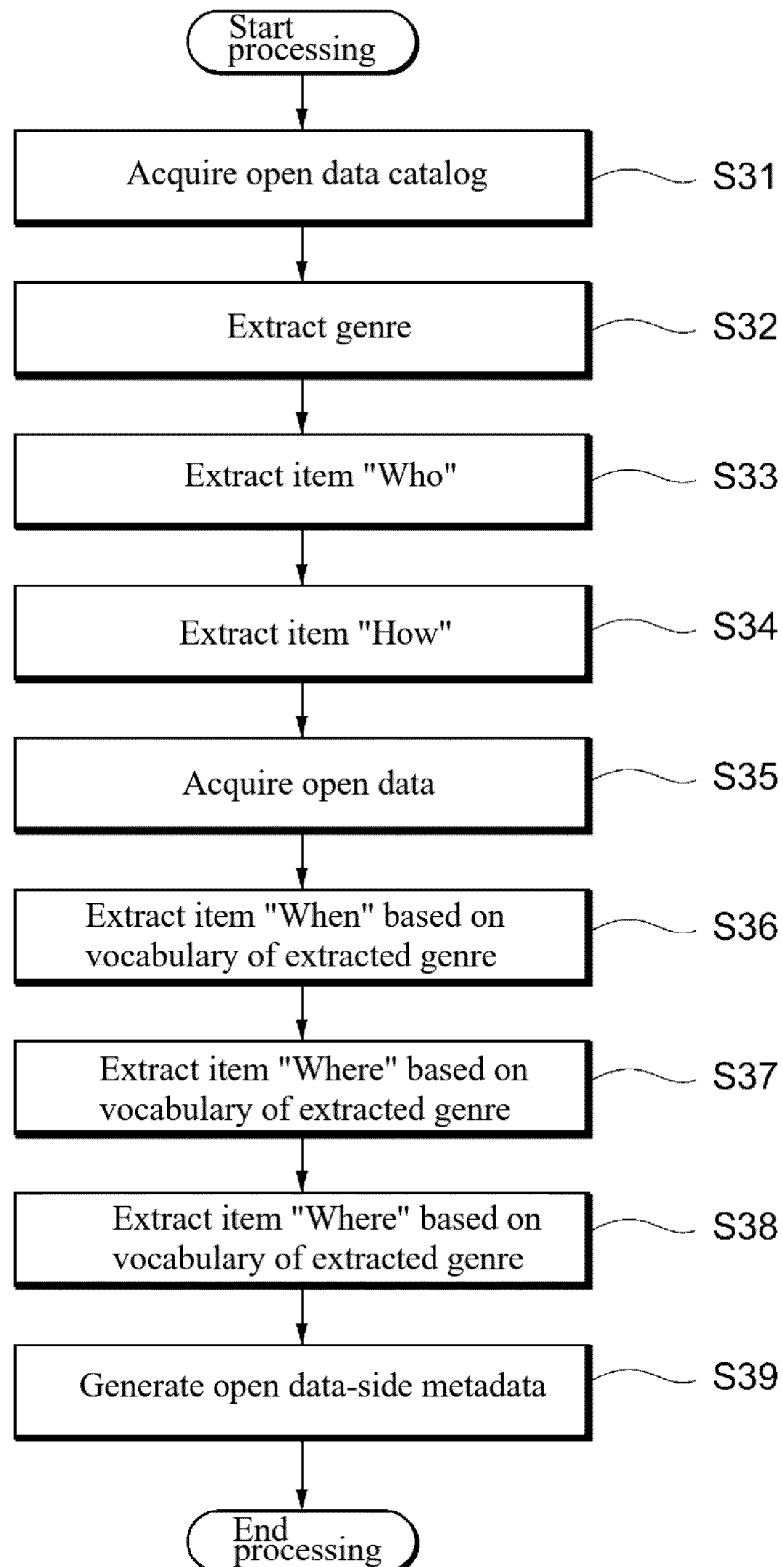 Start
processing
Acquire open data catalog
S31
Extract genre
S32
Extract item "Who"
S33
Extract item "How"
S34
Acquire open data
S35
Extract item "When" based on
vocabulary of extracted genre
S36
Extract item "Where" based on
vocabulary of extracted genre
S37
Extract item "Where" based on
vocabulary of extracted genre
S38
Generate open data-side metadata
S39
End
processing